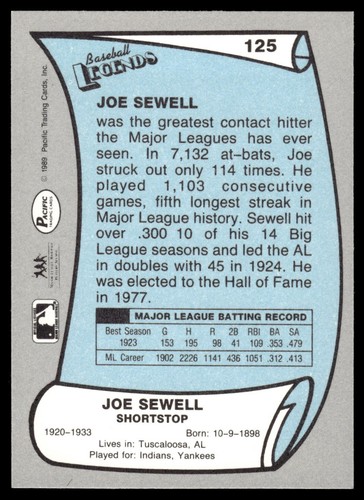 125
Baseball
LEGENDS
© 1989 Pacific Trading Cards, Inc.
PACIFIC
TRADING CARDS
JOE SEWELL
was the greatest contact hitter
the Major Leagues has ever
seen. In 7,132 at-bats, Joe
struck out only 114 times. He
played 1,103 consecutive
games, fifth longest streak in
Major League history. Sewell hit
over .300 10 of his 14 Big
League seasons and led the AL
in doubles with 45 in 1924. He
was elected to the Hall of Fame
in 1977.
MAJOR LEAGUE BATTING RECORD
Best Season G H R 2B RBI BA SA
1923 153 195 98 41 109 .353 .479
ML Career 1902 2226 1141 436 1051 .312 .413
JOE SEWELL
SHORTSTOP
1920-1933 Born: 10-9-1898
Lives in: Tuscaloosa, AL
Played for: Indians, Yankees